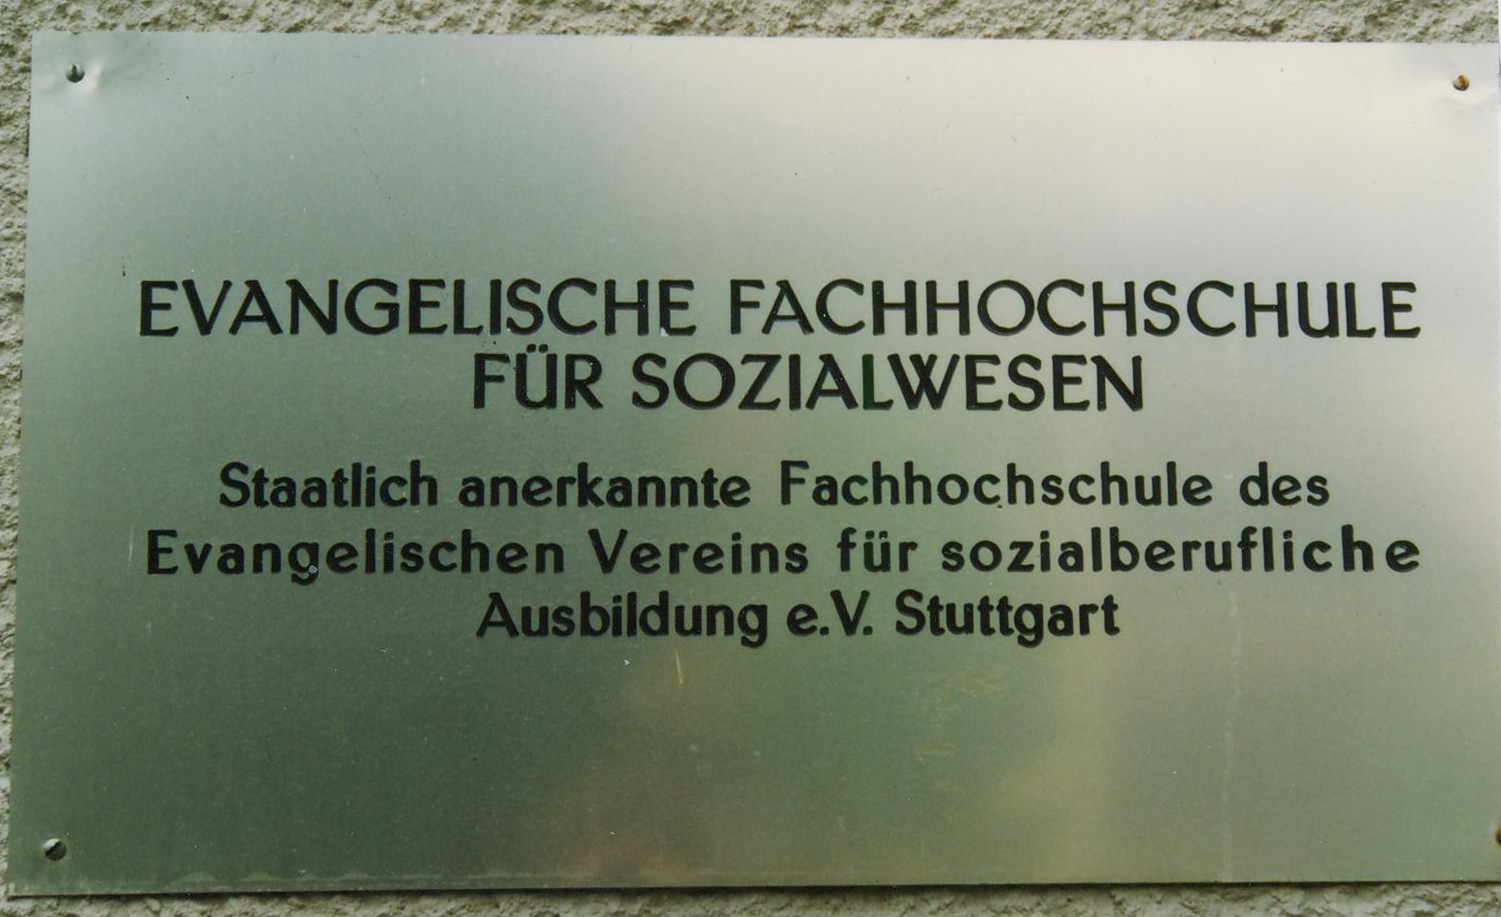 EVANGELISCHE FACHHOCHSCHULE
FÜR SOZIALWESEN
Staatlich anerkannte Fachhochschule des
Evangelischen Vereins für sozialberufliche
Ausbildung e.V. Stuttgart